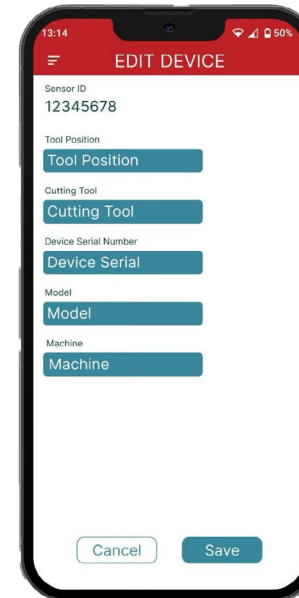 13:14
50%
EDIT DEVICE
Sensor ID
12345678
Tool Position
Tool Position
Cutting Tool
Cutting Tool
Device Serial Number
Device Serial
Model
Model
Machine
Machine
Cancel
Save